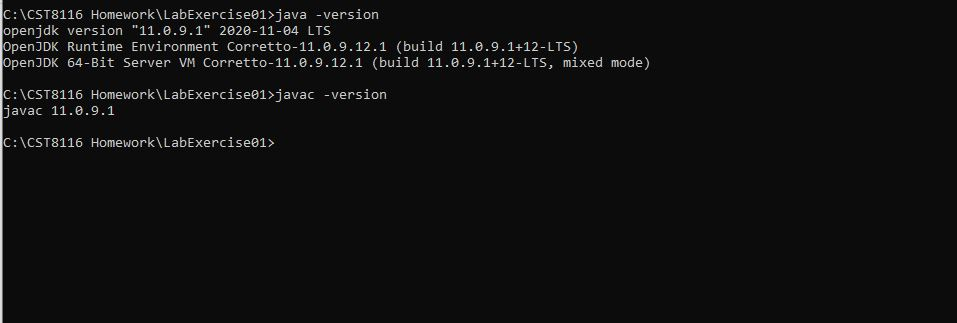 C:\CST8116 Homework\LabExercise01>java -version
openjdk version "11.0.9.1" 2020-11-04 LTS
OpenJDK Runtime Environment Corretto-11.0.9.12.1 (build 11.0.9.1+12-LTS)
OpenJDK 64-Bit Server VM Corretto-11.0.9.12.1 (build 11.0.9.1+12-LTS, mixed mode)
C:\CST8116 Homework\LabExercise01>javac -version
javac 11.0.9.1
C:\CST8116 Homework\LabExercise01>